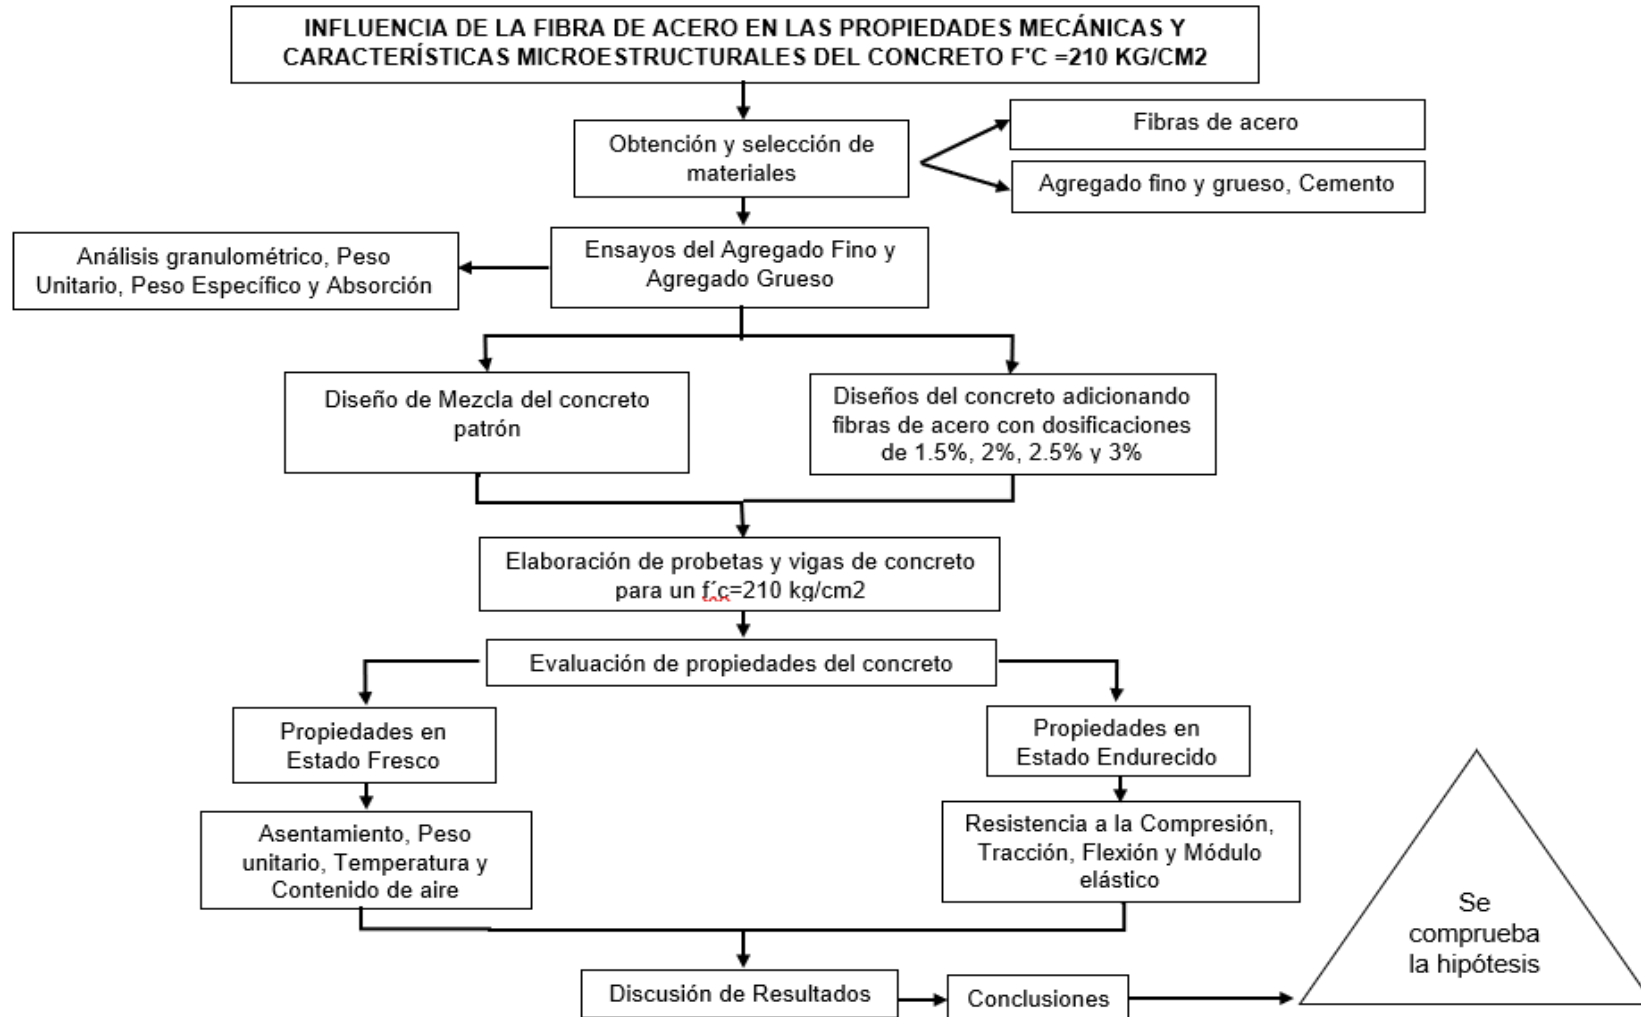 INFLUENCIA DE LA FIBRA DE ACERO EN LAS PROPIEDADES MECÁNICAS Y
CARACTERÍSTICAS MICROESTRUCTURALES DEL CONCRETO F'C =210 KG/CM2
Obtención y selección de
materiales
Fibras de acero
Agregado fino y grueso, Cemento
Ensayos del Agregado Fino y
Agregado Grueso
Análisis granulométrico, Peso
Unitario, Peso Específico y Absorción
Diseño de Mezcla del concreto
patrón
Diseños del concreto adicionando
fibras de acero con dosificaciones
de 1.5%, 2%, 2.5% y 3%
Elaboración de probetas y vigas de concreto
para un f´c=210 kg/cm2
Evaluación de propiedades del concreto
Propiedades en
Estado Fresco
Propiedades en
Estado Endurecido
Asentamiento, Peso
unitario, Temperatura y
Contenido de aire
Resistencia a la Compresión,
Tracción, Flexión y Módulo
elástico
Discusión de Resultados
Conclusiones
Se
comprueba
la hipótesis